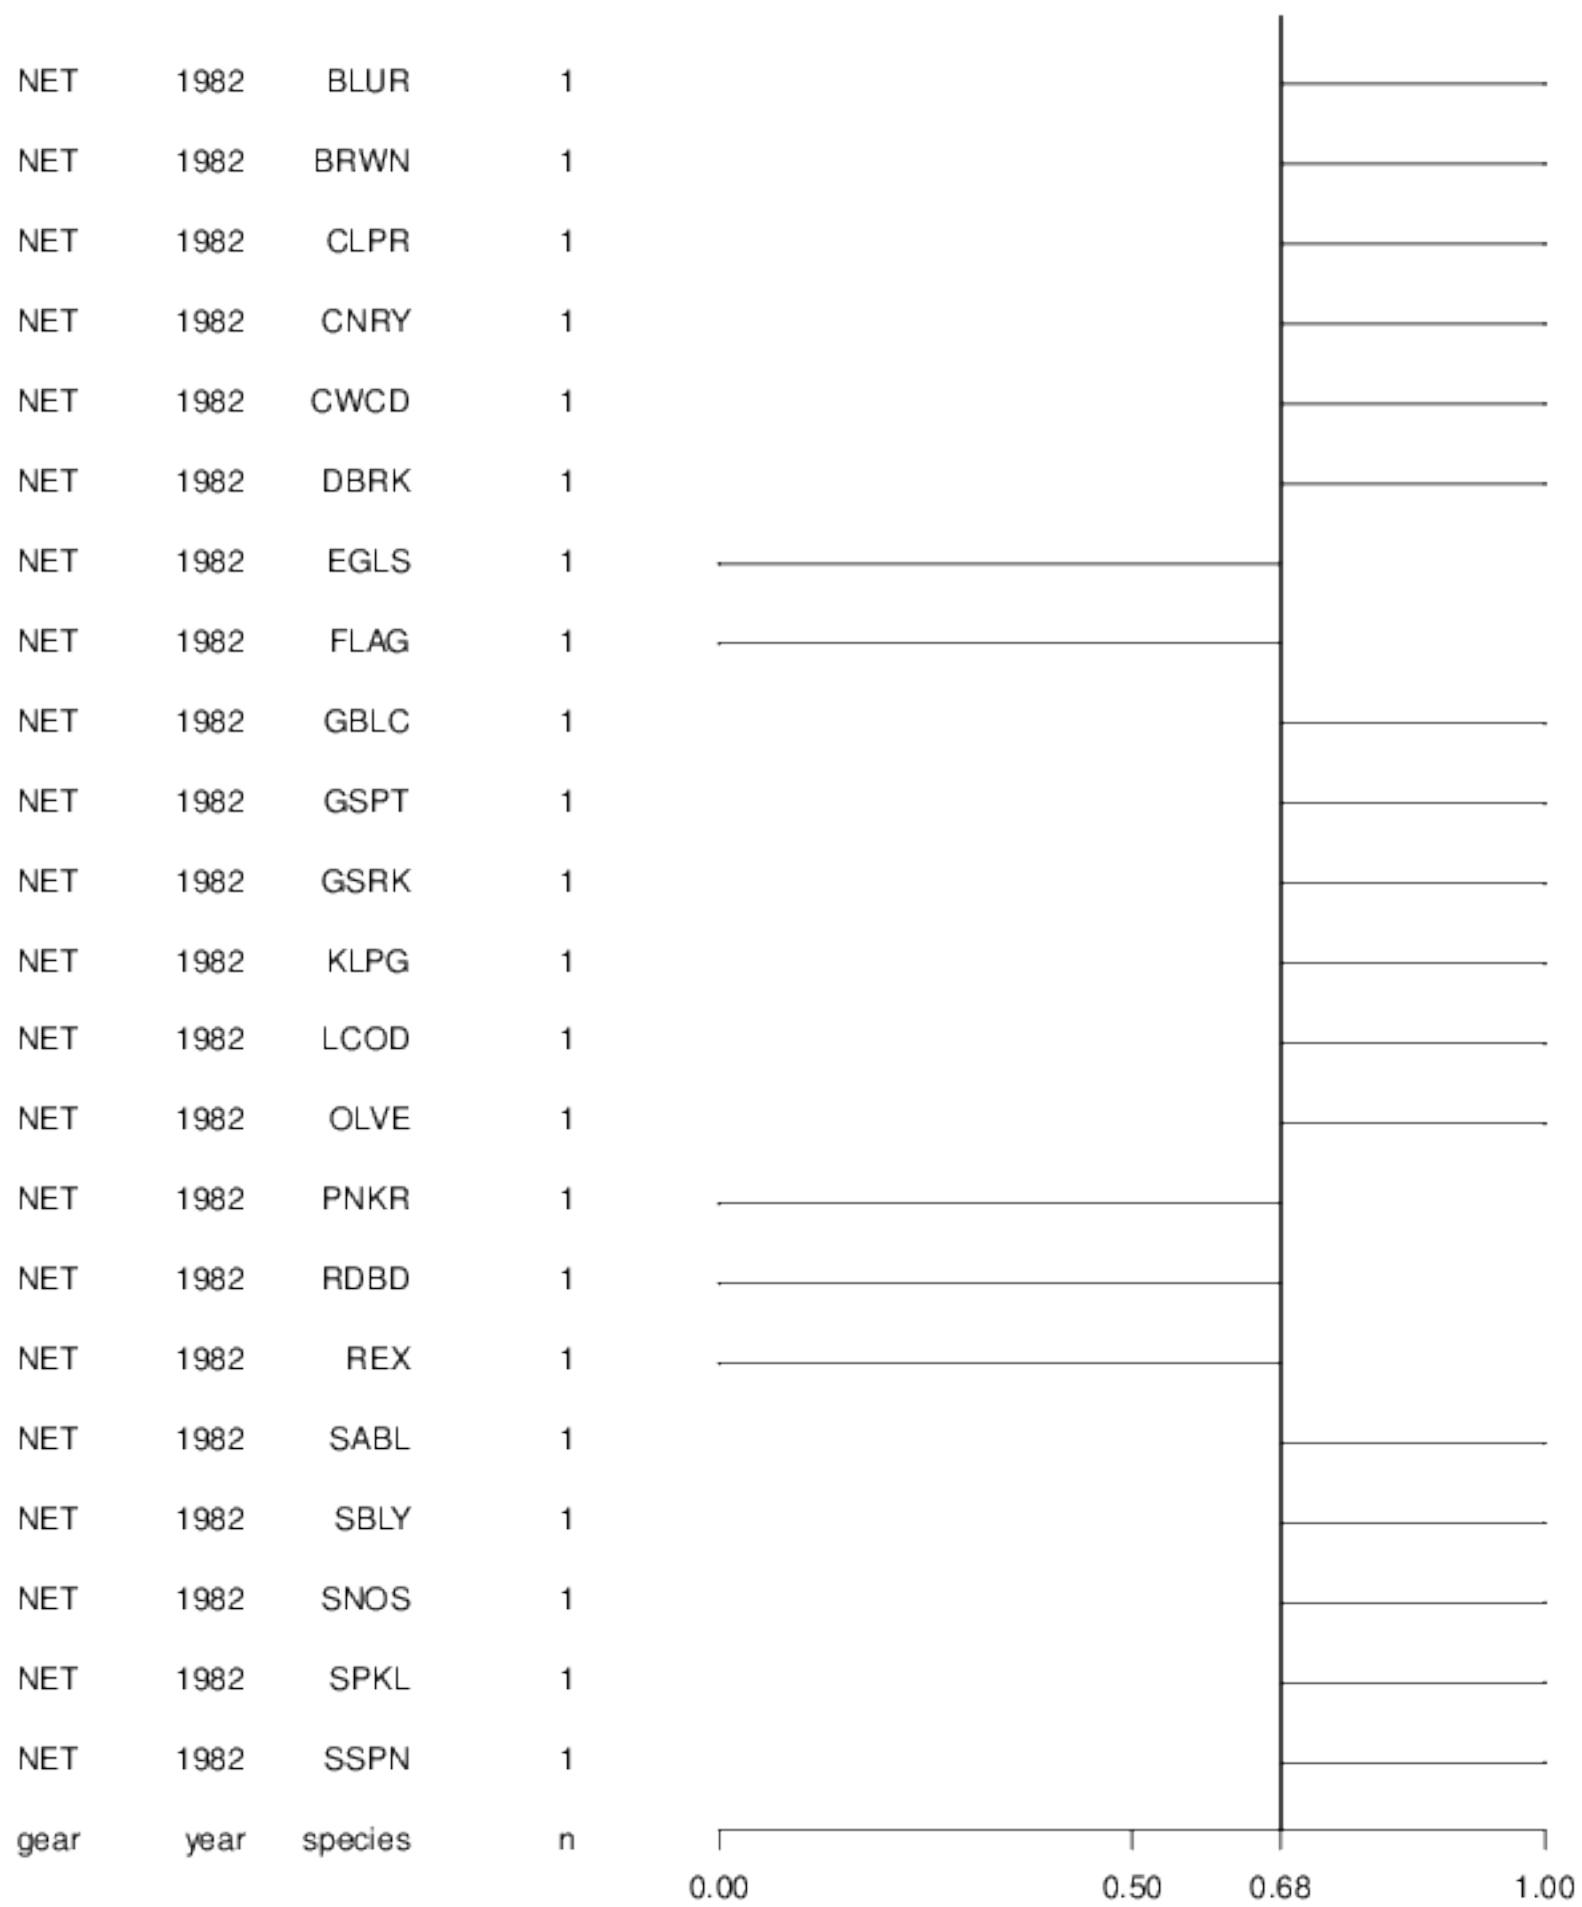 NET 1982 BLUR 1
NET 1982 BRWN 1
NET 1982 CLPR 1
NET 1982 CNRY 1
NET 1982 CWCD 1
NET 1982 DBRK 1
NET 1982 EGLS 1
NET 1982 FLAG 1
NET 1982 GBLC 1
NET 1982 GSPT 1
NET 1982 GSRK 1
NET 1982 KLPG 1
NET 1982 LCOD 1
NET 1982 OLVE 1
NET 1982 PNKR 1
NET 1982 RDBD 1
NET 1982 REX 1
NET 1982 SABL 1
NET 1982 SBLY 1
NET 1982 SNOS 1
NET 1982 SPKL 1
NET 1982 SSPN 1
gear year species n
0.00 0.50 0.68 1.00